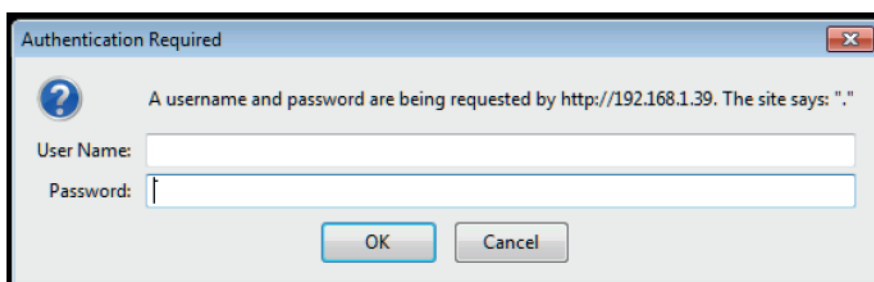 Authentication Required
A username and password are being requested by http://192.168.1.39. The site says: "."
User Name:
Password:
OK
Cancel